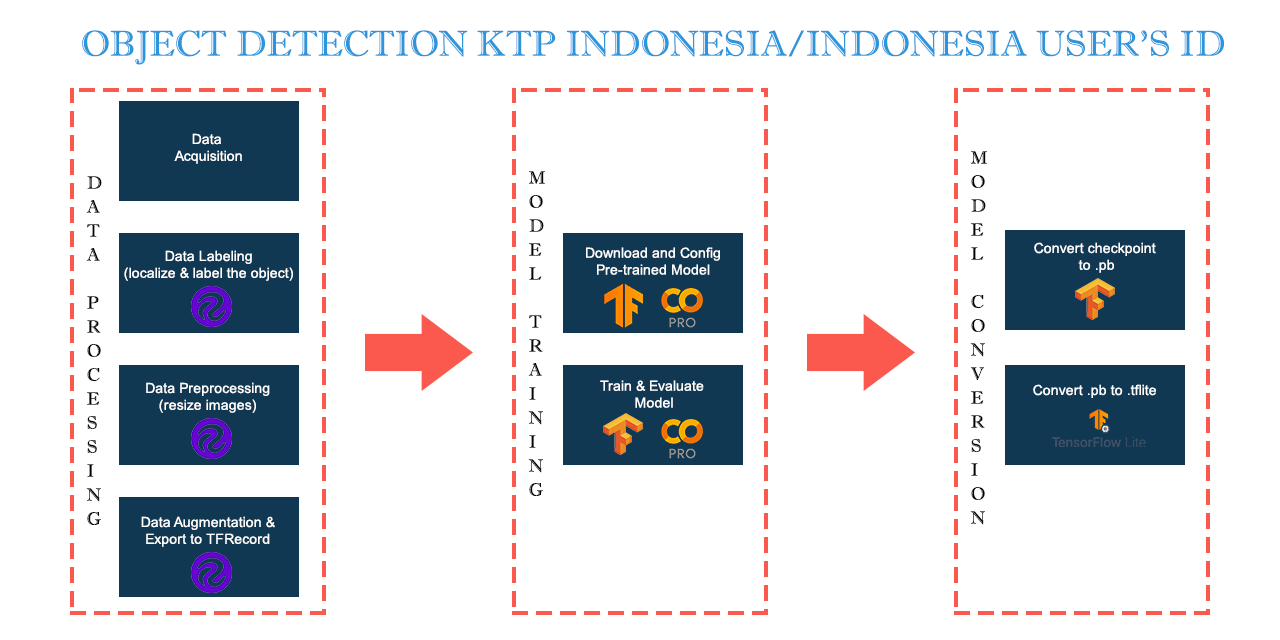 OBJECT DETECTION KTP INDONESIA/INDONESIA USER'S ID
DATA PROCESSING
Data
Acquisition
Data Labeling
(localize & label the object)
Data Preprocessing
(resize images)
Data Augmentation &
Export to TFRecord
MODEL TRAINING
Download and Config
Pre-trained Model
PRO
Train & Evaluate
Model
PRO
MODEL CONVERSION
Convert checkpoint
to .pb
Convert .pb to .tflite
TensorFlow Lite